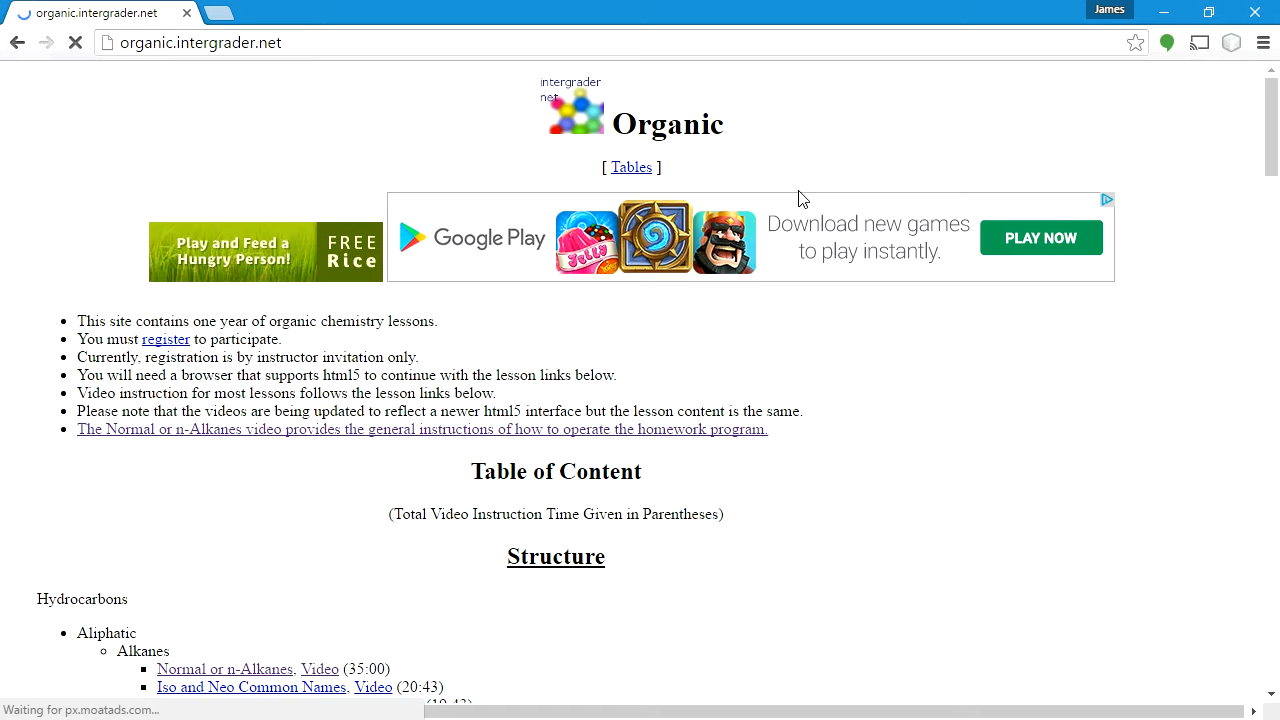 organic.intergrader.net
James
organic.intergrader.net
intergrader
net
Organic
[ Tables ]
Play and Feed a
Hungry Person!
FREE
Rice
Google Play
JELLY
Download new games
to play instantly.
PLAY NOW
This site contains one year of organic chemistry lessons.
You must register to participate.
Currently, registration is by instructor invitation only.
You will need a browser that supports html5 to continue with the lesson links below.
Video instruction for most lessons follows the lesson links below.
Please note that the videos are being updated to reflect a newer html5 interface but the lesson content is the same.
The Normal or n-Alkanes video provides the general instructions of how to operate the homework program.
Table of Content
(Total Video Instruction Time Given in Parentheses)
Structure
Hydrocarbons
Aliphatic
Alkanes
Normal or n-Alkanes, Video (35:00)
Iso and Neo Common Names, Video (20:43)
Waiting for px.moatads.com...